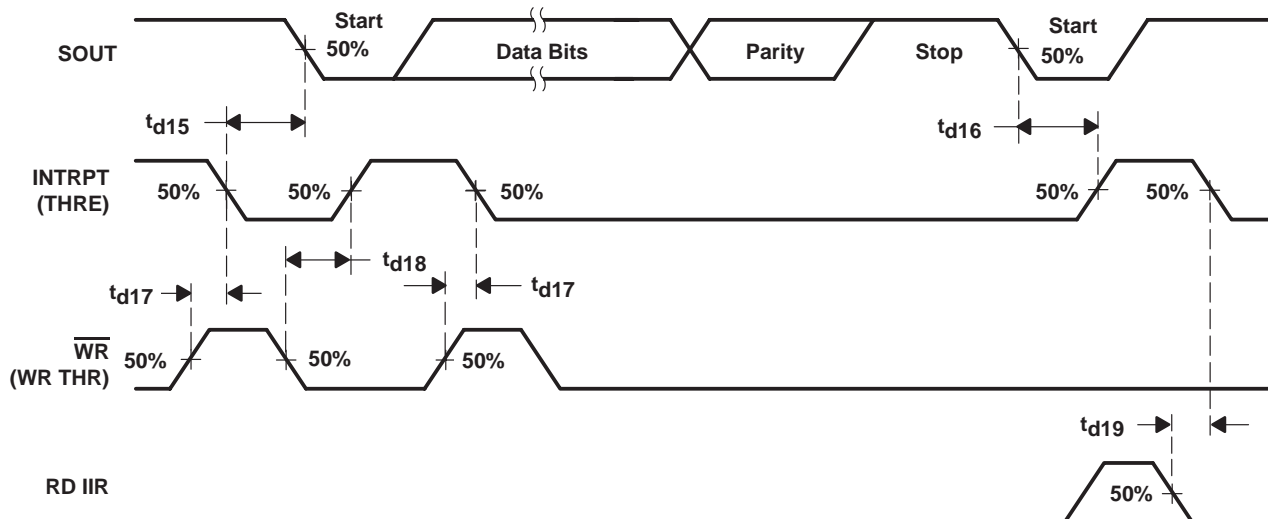 Start
Start
SOUT
50%
Data Bits
Parity
Stop
50%
td15
td16
INTRPT
(THRE)
50%
50%
50%
50%
50%
td18
td17
td17
WR
(WR THR)
50%
50%
50%
td19
RD IIR
50%